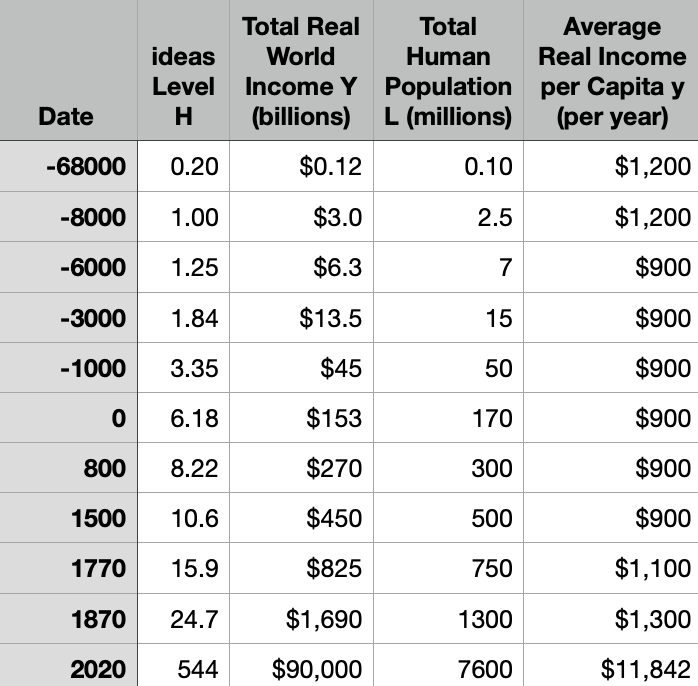 Date ideas Level H Total Real World Income Y (billions) Total Human Population L (millions) Average Real Income per Capita y (per year)
-68000 0.20 $0.12 0.10 $1,200
-8000 1.00 $3.0 2.5 $1,200
-6000 1.25 $6.3 7 $900
-3000 1.84 $13.5 15 $900
-1000 3.35 $45 50 $900
0 6.18 $153 170 $900
800 8.22 $270 300 $900
1500 10.6 $450 500 $900
1770 15.9 $825 750 $1,100
1870 24.7 $1,690 1300 $1,300
2020 544 $90,000 7600 $11,842